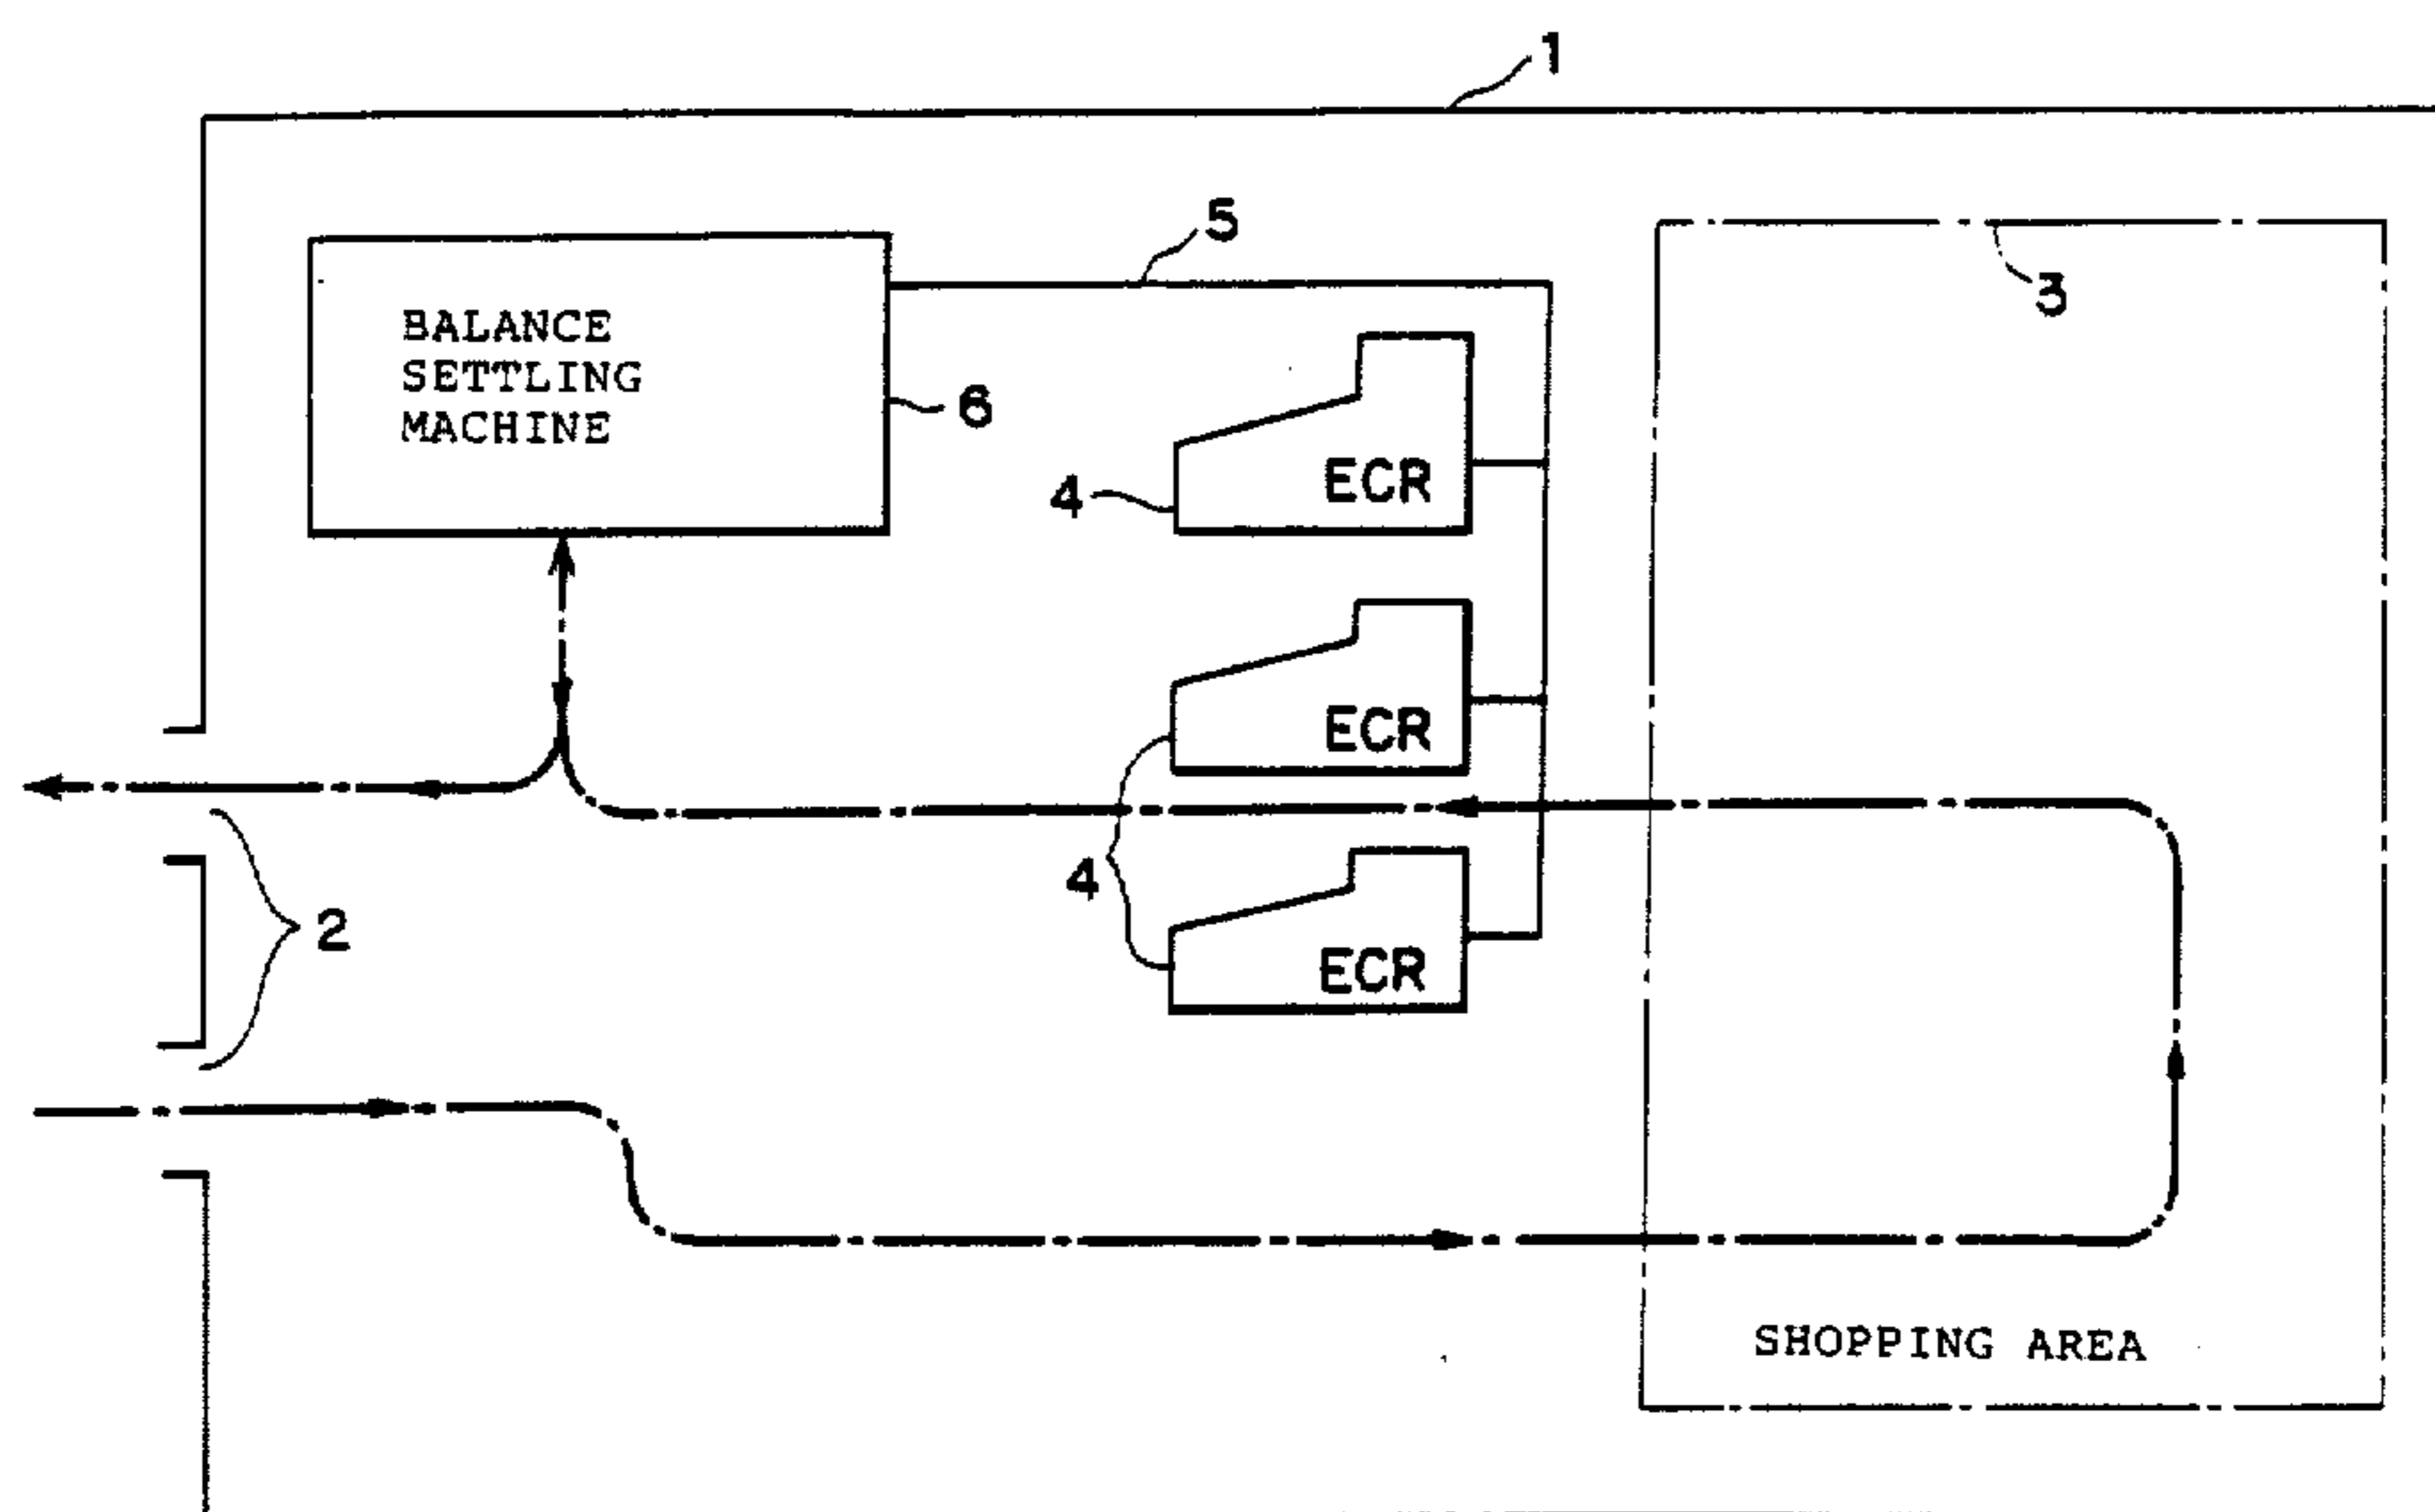 1
5
3
BALANCE
SETTLING
MACHINE
6
4
ECR
ECR
4
2
ECR
SHOPPING AREA